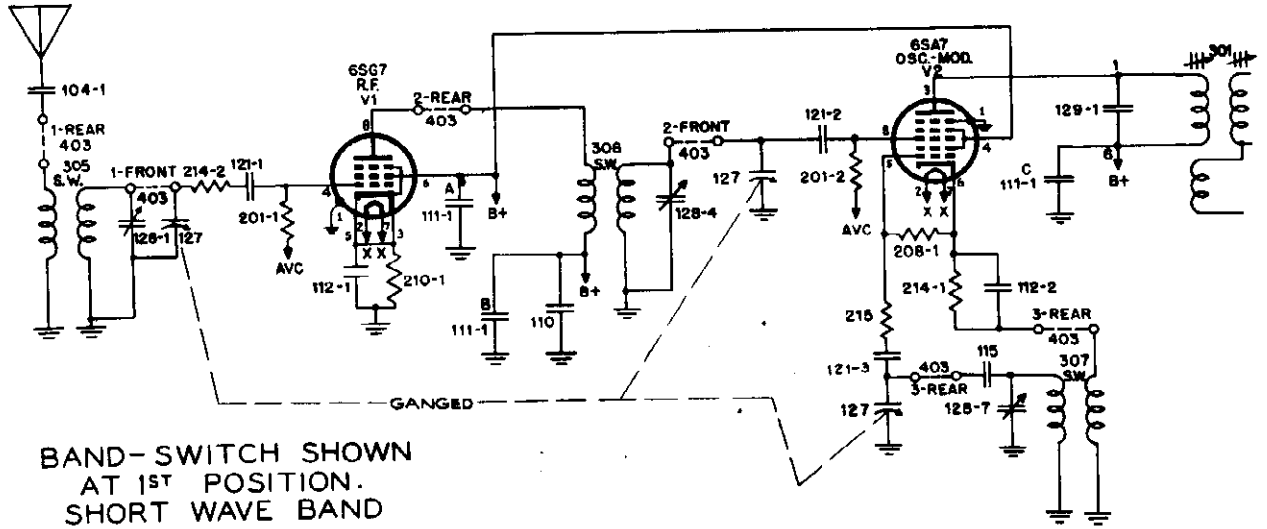 104-1
1-REAR
403
305
S.W.
1-FRONT
403
214-2
121-1
126-1
127
201-1
AVC
6SG7
R.F.
V1
8
4
1
5
2
7
3
6
X X
112-1
210-1
A
111-1
B+
2-REAR
403
306
S.W.
B
111-1
110
B+
2-FRONT
403
128-4
127
121-2
201-2
AVC
6SA7
OSC.-MOD.
V2
3
8
5
1
4
2
7
6
X X
208-1
214-1
112-2
215
121-3
127
403
3-REAR
115
128-7
3-REAR
403
307
S.W.
1
129-1
6
B+
C
111-1
301
GANGED
BAND-SWITCH SHOWN
AT 1ST POSITION.
SHORT WAVE BAND